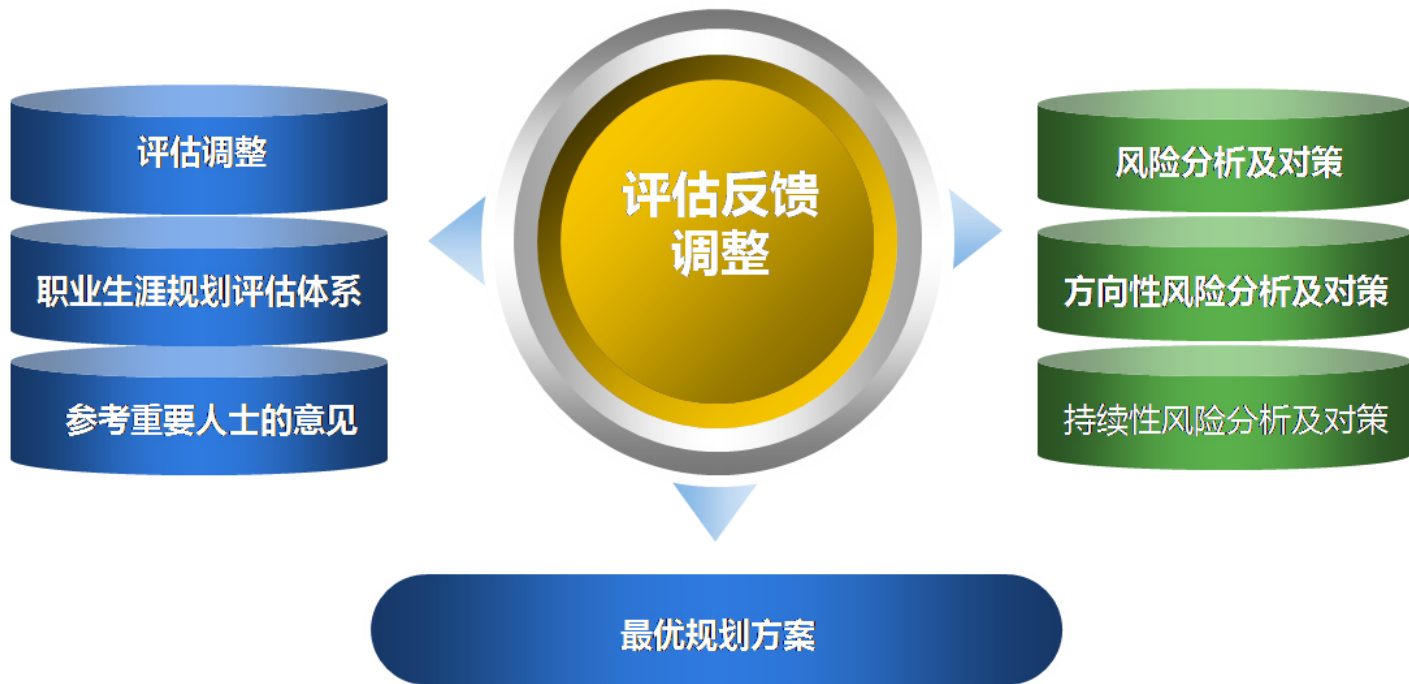 评估调整
职业生涯规划评估体系
参考重要人士的意见
评估反馈
调整
风险分析及对策
方向性风险分析及对策
持续性风险分析及对策
最优规划方案